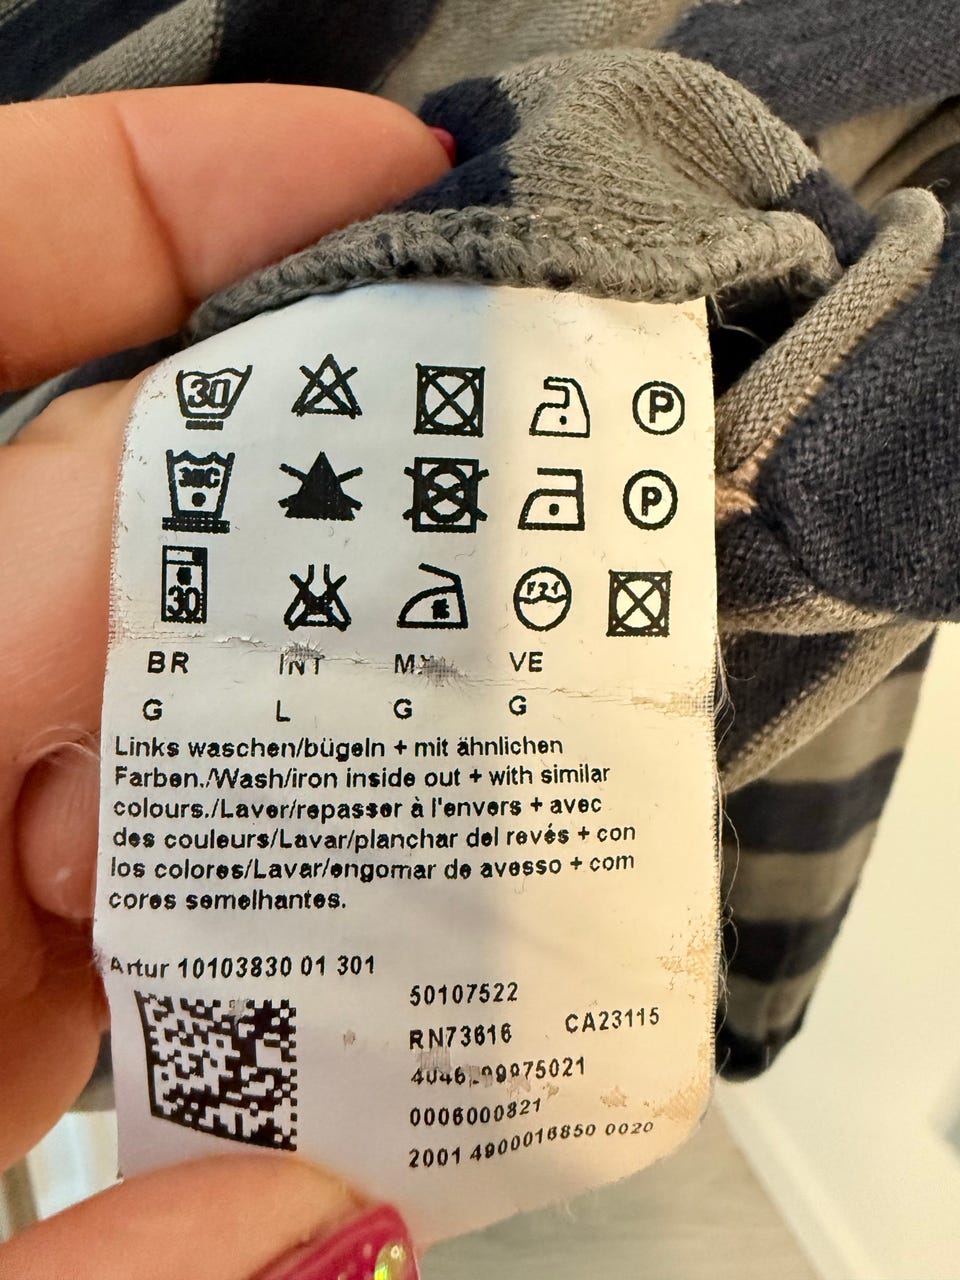 30
P
30C
P
30
BR INT VE
G L G G
Links waschen/bügeln + mit ähnlichen
Farben./Wash/iron inside out + with similar
colours./Laver/repasser à l'envers + avec
des couleurs/Lavar/planchar del revés + con
los colores/Lavar/engomar de avesso + com
cores semelhantes.
Artur 10103830 01 301
50107522
RN73616 CA23115
0006000821
2001 4900016850 0020